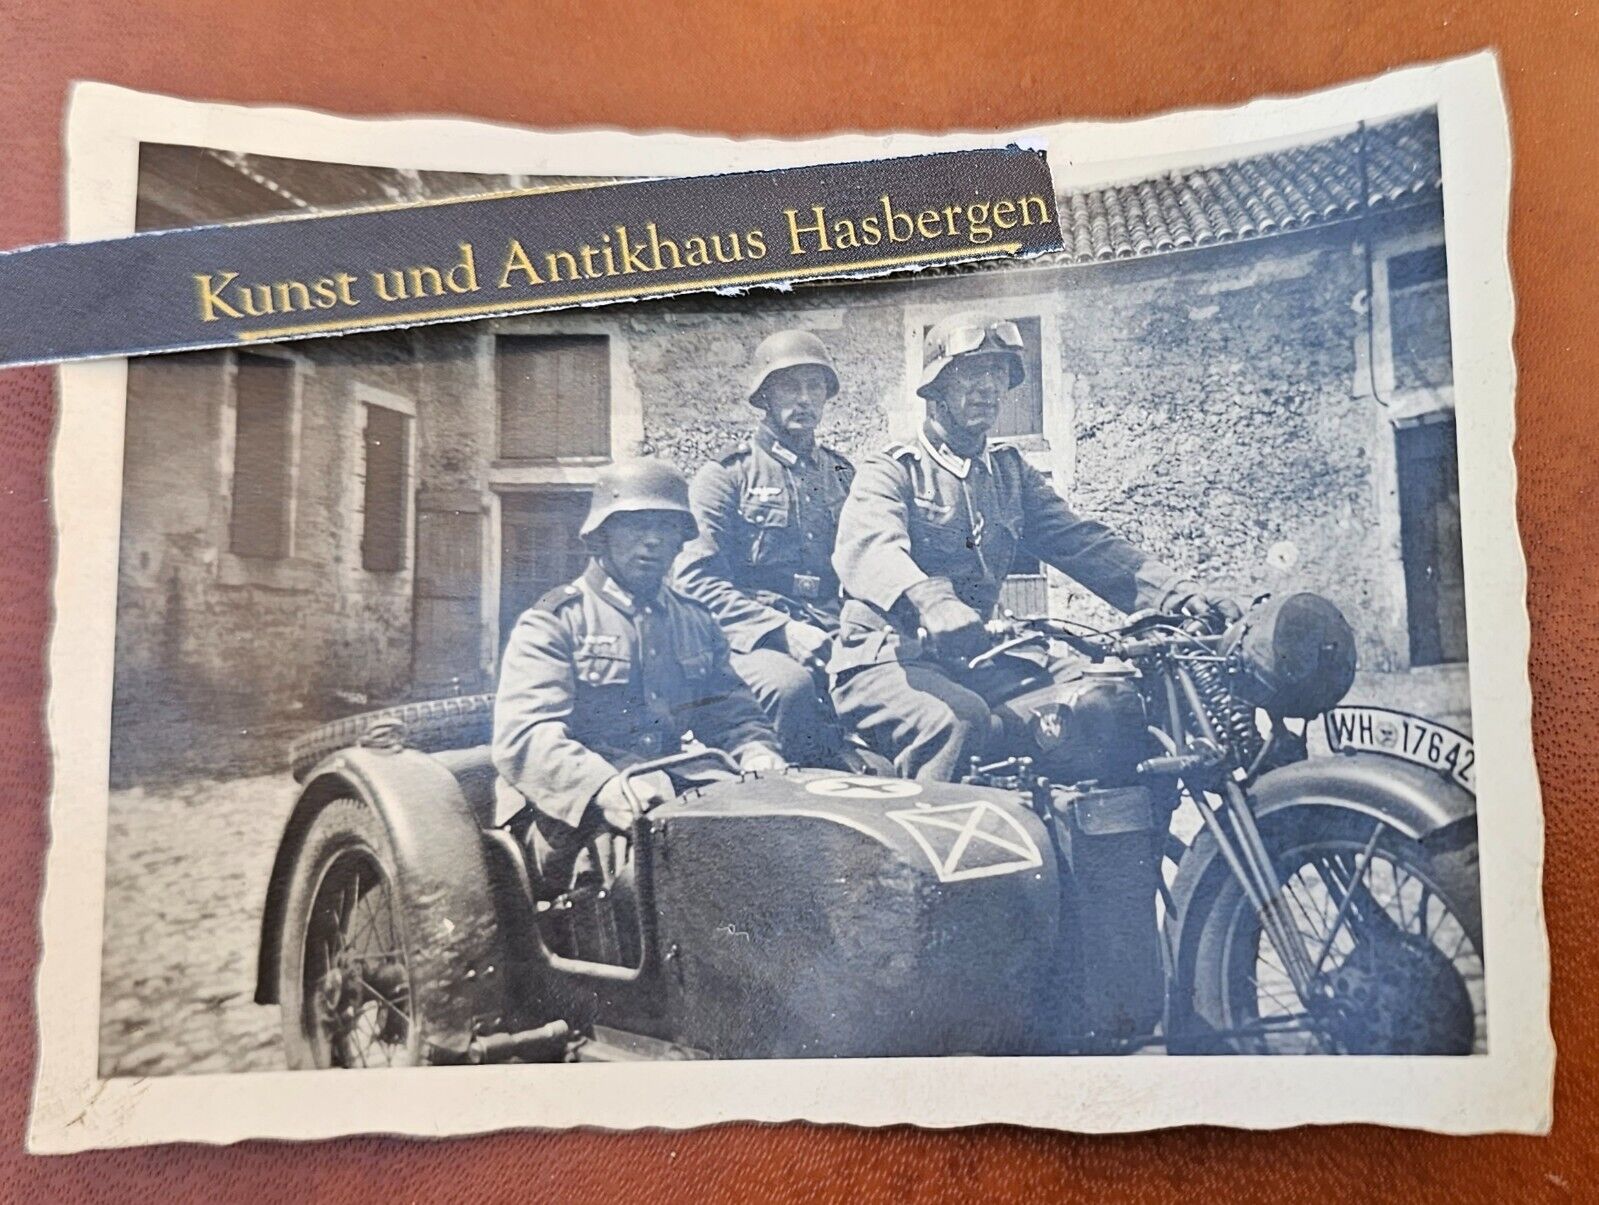 Kunst und Antikhaus Hasbergen
WH 17642